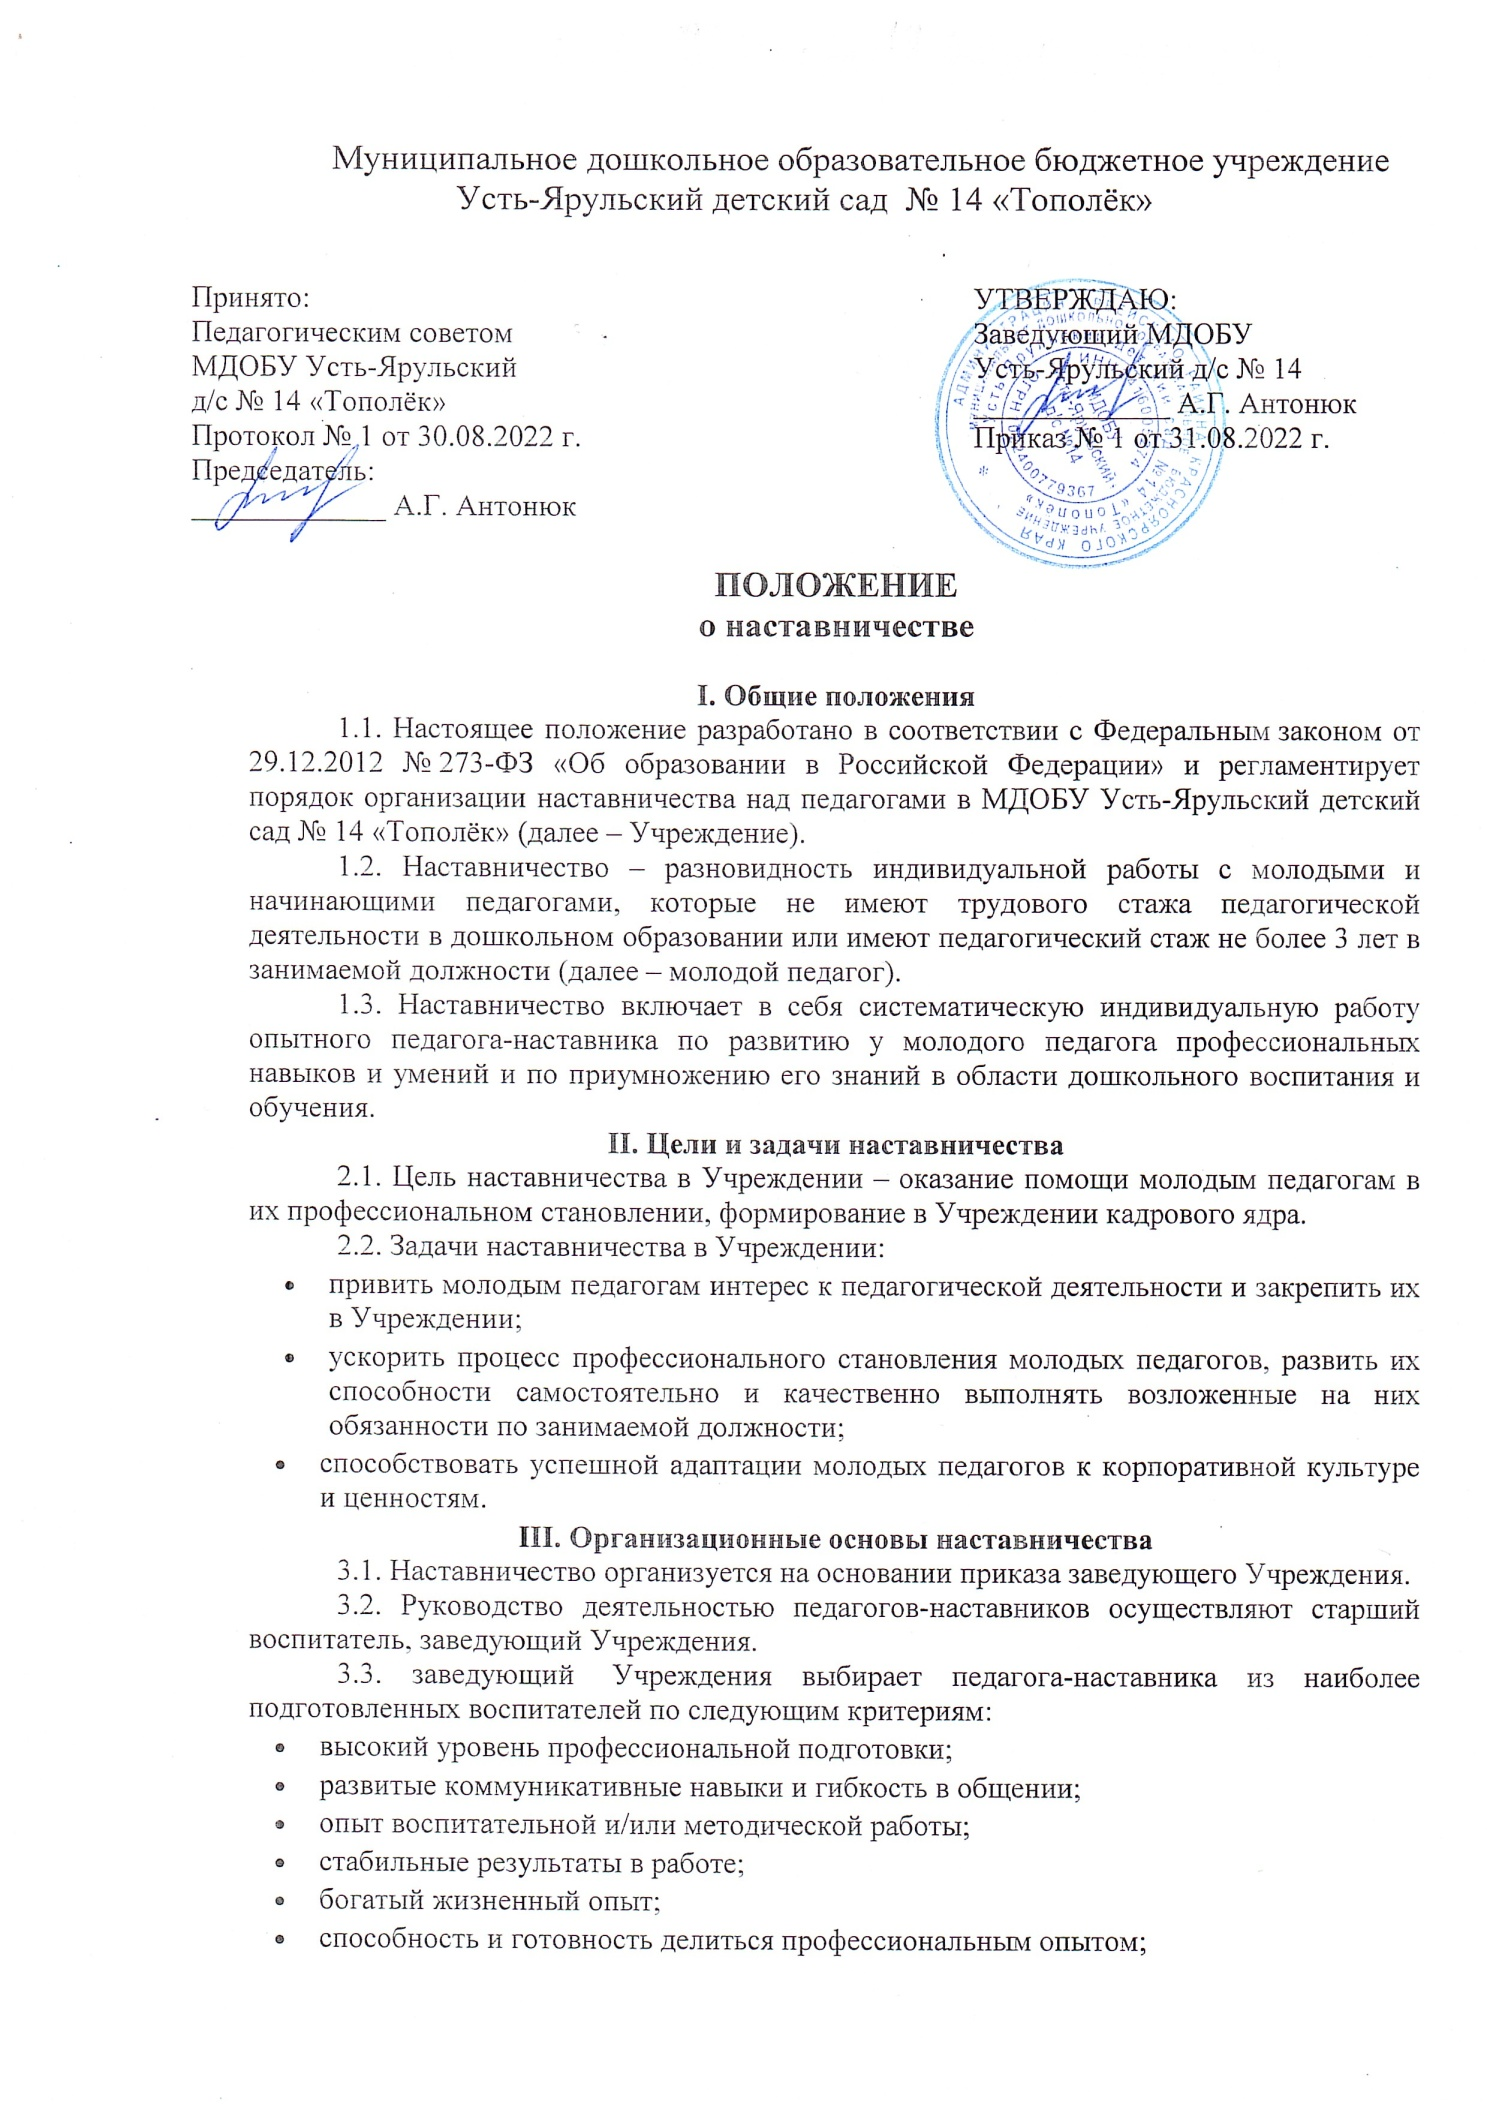 Муниципальное дошкольное образовательное бюджетное учреждение
Усть-Ярульский детский сад № 14 «Тополёк»
Принято:
Педагогическим советом
МДОБУ Усть-Ярульский
д/с № 14 «Тополёк»
Протокол № 1 от 30.08.2022 г.
Председатель:
______________ А.Г. Антонюк
УТВЕРЖДАЮ:
Заведующий МДОБУ
Усть-Ярульский д/с № 14
______________ А.Г. Антонюк
Приказ № 1 от 31.08.2022 г.
ПОЛОЖЕНИЕ
о наставничестве
I. Общие положения
1.1. Настоящее положение разработано в соответствии с Федеральным законом от
29.12.2012 № 273-ФЗ «Об образовании в Российской Федерации» и регламентирует
порядок организации наставничества над педагогами в МДОБУ Усть-Ярульский детский
сад № 14 «Тополёк» (далее – Учреждение).
1.2. Наставничество – разновидность индивидуальной работы с молодыми и
начинающими педагогами, которые не имеют трудового стажа педагогической
деятельности в дошкольном образовании или имеют педагогический стаж не более 3 лет в
занимаемой должности (далее – молодой педагог).
1.3. Наставничество включает в себя систематическую индивидуальную работу
опытного педагога-наставника по развитию у молодого педагога профессиональных
навыков и умений и по приумножению его знаний в области дошкольного воспитания и
обучения.
II. Цели и задачи наставничества
2.1. Цель наставничества в Учреждении – оказание помощи молодым педагогам в
их профессиональном становлении, формирование в Учреждении кадрового ядра.
2.2. Задачи наставничества в Учреждении:
• привить молодым педагогам интерес к педагогической деятельности и закрепить их
в Учреждении;
• ускорить процесс профессионального становления молодых педагогов, развить их
способности самостоятельно и качественно выполнять возложенные на них
обязанности по занимаемой должности;
• способствовать успешной адаптации молодых педагогов к корпоративной культуре
и ценностям.
III. Организационные основы наставничества
3.1. Наставничество организуется на основании приказа заведующего Учреждения.
3.2. Руководство деятельностью педагогов-наставников осуществляют старший
воспитатель, заведующий Учреждения.
3.3. заведующий Учреждения выбирает педагога-наставника из наиболее
подготовленных воспитателей по следующим критериям:
• высокий уровень профессиональной подготовки;
• развитые коммуникативные навыки и гибкость в общении;
• опыт воспитательной и/или методической работы;
• стабильные результаты в работе;
• богатый жизненный опыт;
• способность и готовность делиться профессиональным опытом;